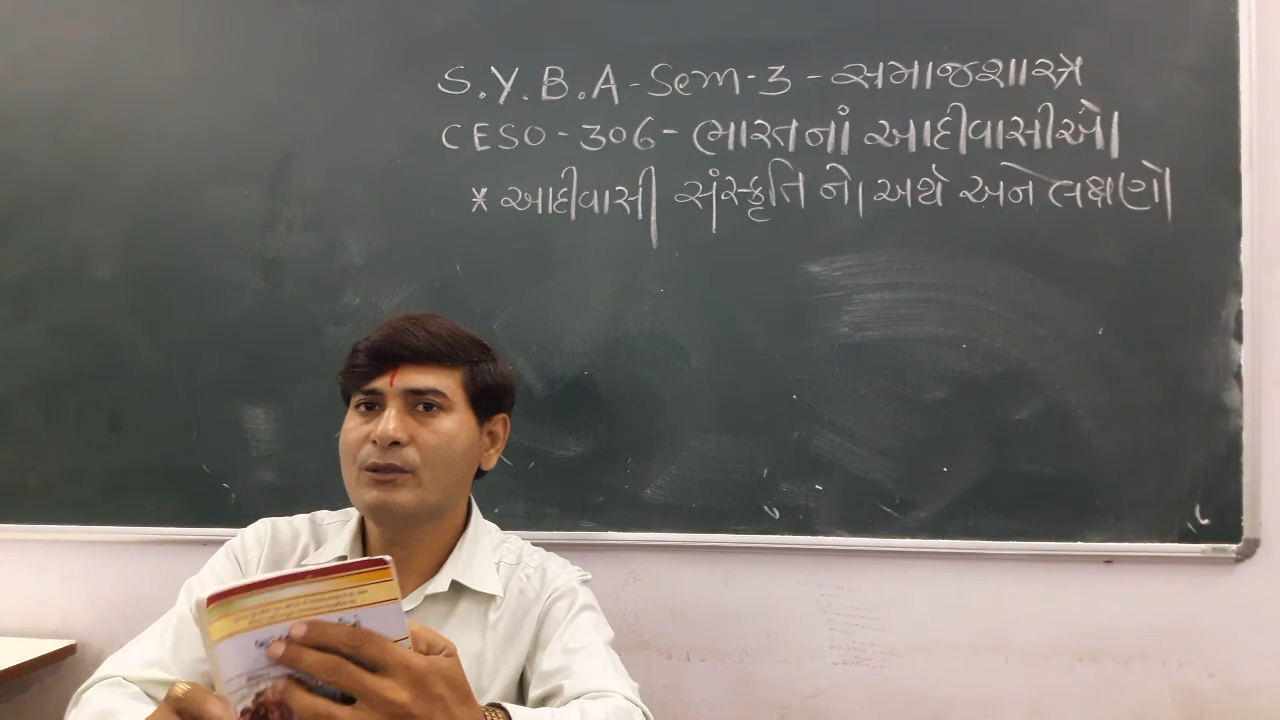 S.Y.B.A - Sem - 3 - સમાજશાસ્ત્ર
CESO - 306 - ભારતનાં આદીવાસીઓ
* આદીવાસી સંસ્કૃતિ નો અર્થ અને લક્ષણો